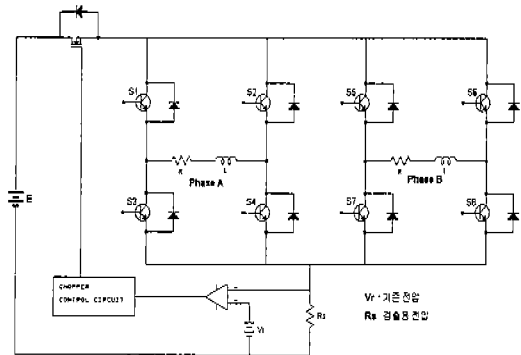 S1
S2
S5
S6
R
L
Phase A
R
L
Phase B
E
S3
S4
S7
S8
CHOPPER
CONTROL CIRCUIT
Vr
Rs
Vr · 기준전압
Rs 검출용전압